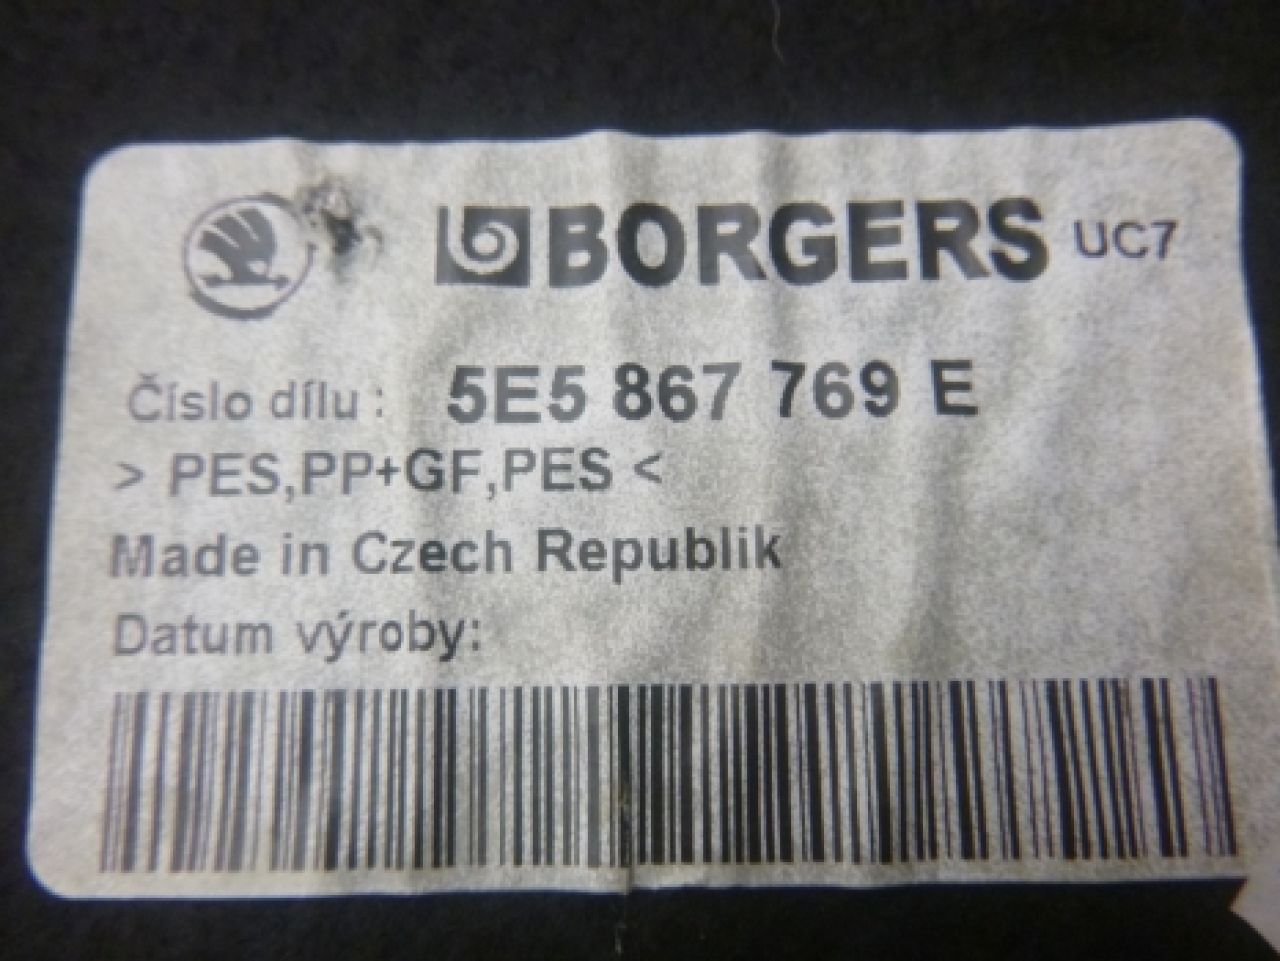 BORGERS UC7
Číslo dílu : 5E5 867 769 E
> PES,PP+GF,PES <
Made in Czech Republik
Datum výroby: